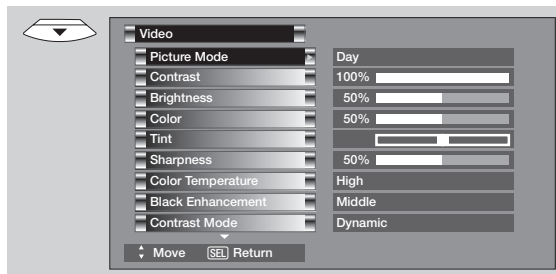 Video
Picture Mode Day
Contrast 100%
Brightness 50%
Color 50%
Tint
Sharpness 50%
Color Temperature High
Black Enhancement Middle
Contrast Mode Dynamic
Move SEL Return